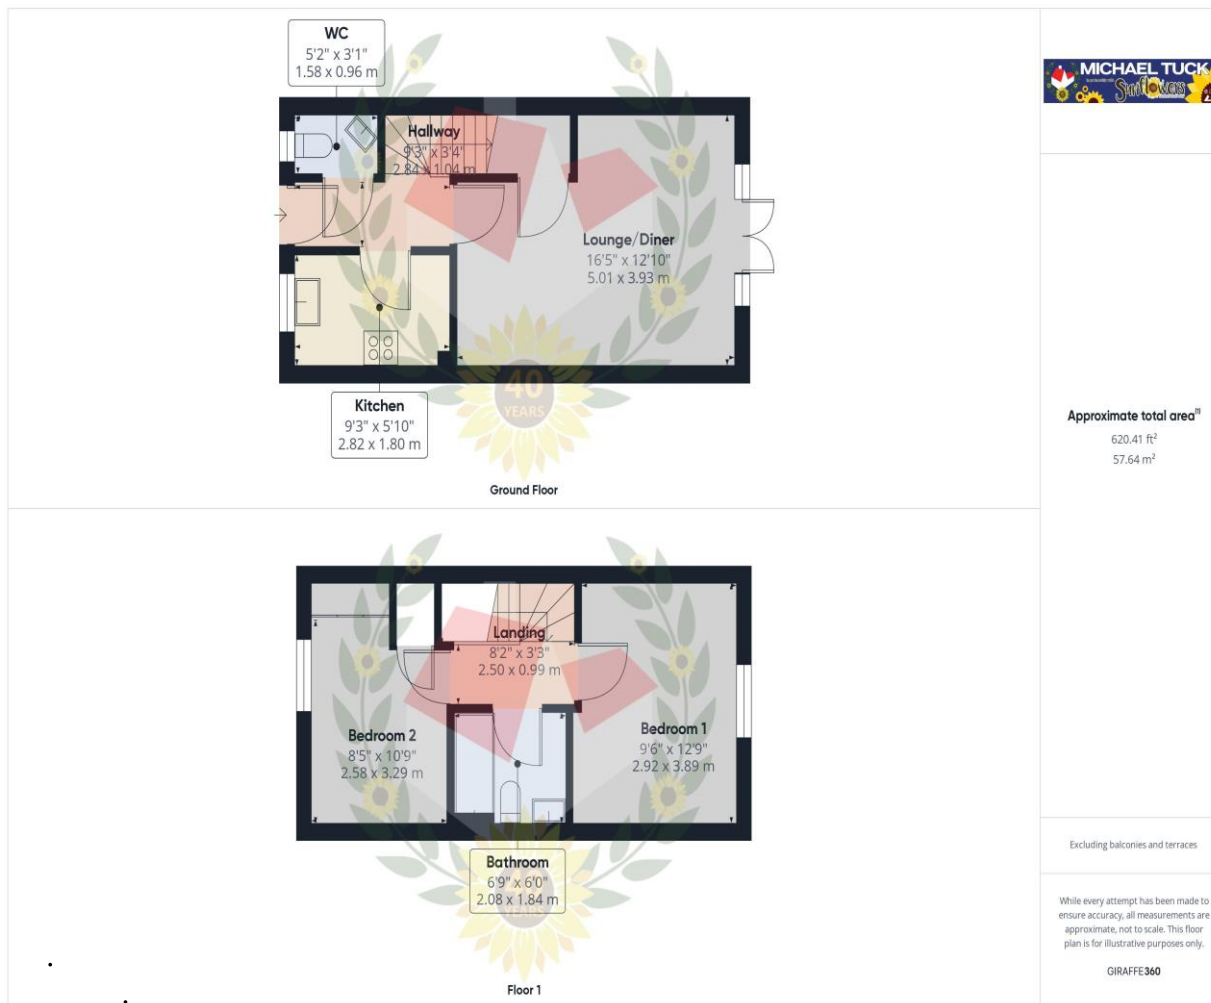 WC
5'2" x 3'1"
1.58 x 0.96 m
Hallway
9'3" x 3'4"
2.84 x 1.04 m
Lounge/Diner
16'5" x 12'10"
5.01 x 3.93 m
Kitchen
9'3" x 5'10"
2.82 x 1.80 m
40
YEARS
Ground Floor
Landing
8'2" x 3'3"
2.50 x 0.99 m
Bedroom 2
8'5" x 10'9"
2.58 x 3.29 m
Bedroom 1
9'6" x 12'9"
2.92 x 3.89 m
Bathroom
6'9" x 6'0"
2.08 x 1.84 m
40
YEARS
Floor 1
MICHAEL TUCK
Sunflowers
Approximate total area⁽¹⁾
620.41 ft²
57.64 m²
Excluding balconies and terraces
While every attempt has been made to
ensure accuracy, all measurements are
approximate, not to scale. This floor
plan is for illustrative purposes only.
GIRAFFE360